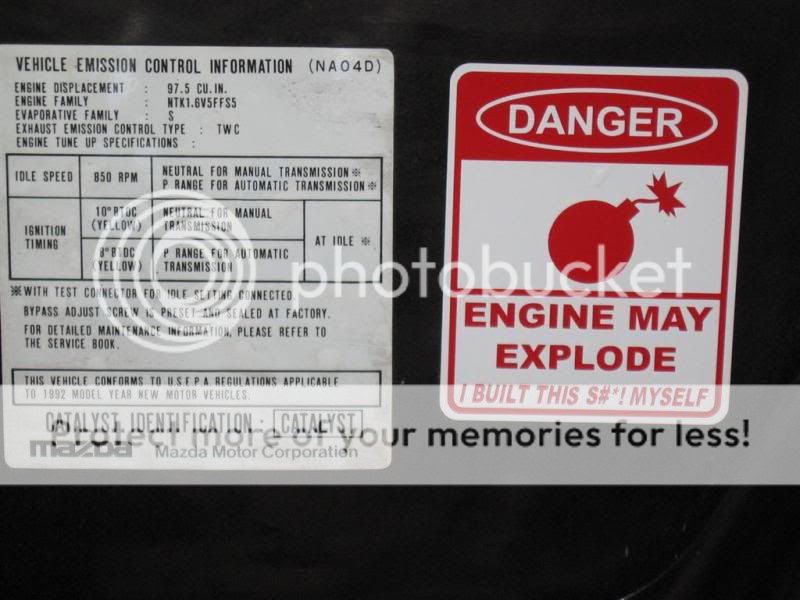 VEHICLE EMISSION CONTROL INFORMATION (NA04D)
ENGINE DISPLACEMENT : 97.5 CU.IN.
ENGINE FAMILY : NTK1.6V5FFS5
EVAPORATIVE FAMILY : S
EXHAUST EMISSION CONTROL TYPE : TWC
ENGINE TUNE UP SPECIFICATIONS :
IDLE SPEED 850 RPM NEUTRAL FOR MANUAL TRANSMISSION※
P RANGE FOR AUTOMATIC TRANSMISSION※
IGNITION TIMING
10°BTDC (YELLOW) NEUTRAL FOR MANUAL TRANSMISSION
8°BTDC (YELLOW) P RANGE FOR AUTOMATIC TRANSMISSION
AT IDLE ※
※WITH TEST CONNECTOR FOR IDLE SETTING CONNECTED.
BYPASS ADJUST SCREW IS PRESET AND SEALED AT FACTORY.
FOR DETAILED MAINTENANCE INFORMATION, PLEASE REFER TO
THE SERVICE BOOK.
THIS VEHICLE CONFORMS TO U.S.E.P.A. REGULATIONS APPLICABLE
TO 1992 MODEL YEAR NEW MOTOR VEHICLES.
CATALYST IDENTIFICATION : CATALYST
mazda Mazda Motor Corporation
DANGER
ENGINE MAY
EXPLODE
I BUILT THIS S#*! MYSELF
photobucket
Protect more of your memories for less!